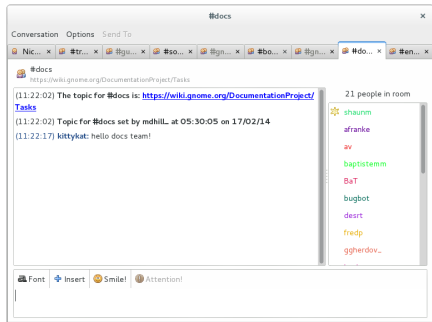 #docs
Conversation Options Send To
Nic... #tr... #gu... #so... #gn... #bo... #gn... #do... #en...
#docs
https://wiki.gnome.org/DocumentationProject/Tasks
(11:22:02) The topic for #docs is: https://wiki.gnome.org/DocumentationProject/
Tasks
(11:22:02) Topic for #docs set by mdhill_ at 05:30:05 on 17/02/14
(11:22:17) kittykat: hello docs team!
21 people in room
shaunm
afranke
av
baptistemm
BaT
bugbot
desrt
fredp
ggherdov_
Font Insert Smile! Attention!